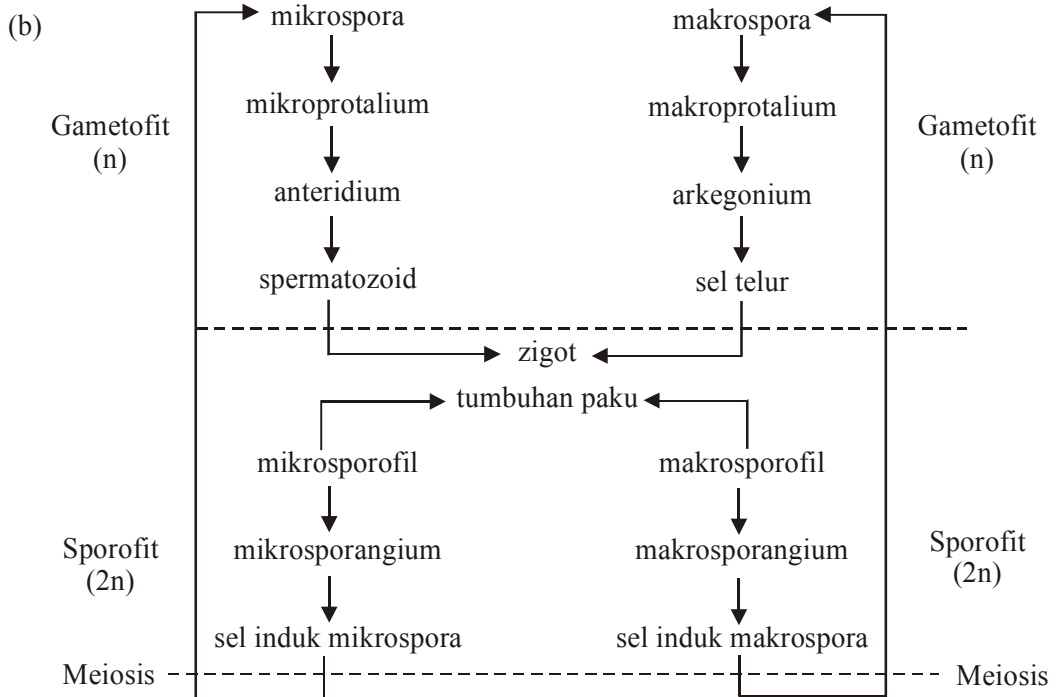 (b)
mikrospora
makrospora
mikroprotalium
makroprotalium
Gametofit
(n)
Gametofit
(n)
anteridium
arkegonium
spermatozoid
sel telur
zigot
tumbuhan paku
mikrosporofil
makrosporofil
mikrosporangium
makrosporangium
Sporofit
(2n)
Sporofit
(2n)
sel induk mikrospora
sel induk makrospora
Meiosis
Meiosis